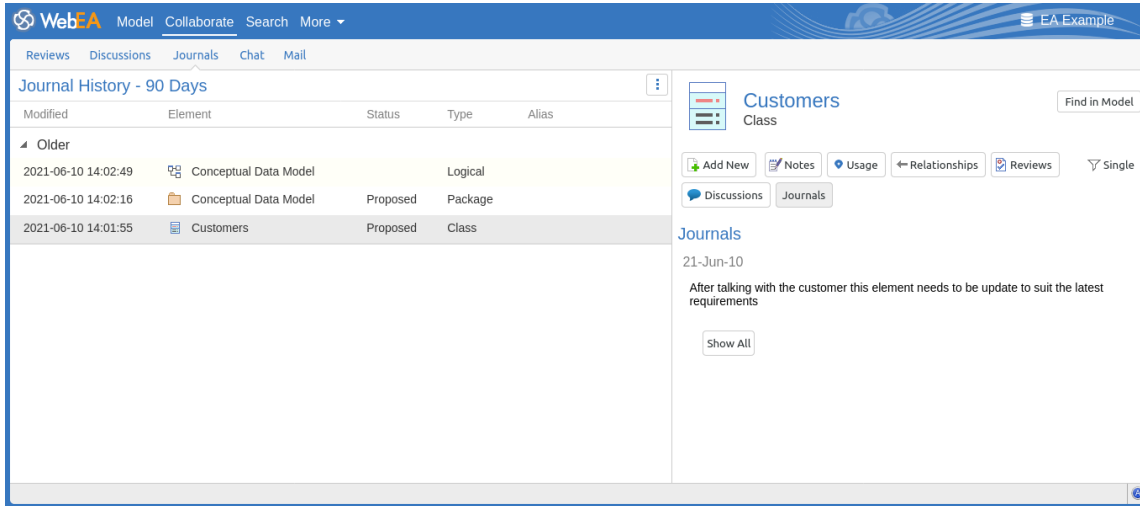 WebEA Model Collaborate Search More EA Example
Reviews Discussions Journals Chat Mail
Journal History - 90 Days
Modified Element Status Type Alias
Older
2021-06-10 14:02:49 Conceptual Data Model Logical
2021-06-10 14:02:16 Conceptual Data Model Proposed Package
2021-06-10 14:01:55 Customers Proposed Class
Customers
Class
Find in Model
Add New Notes Usage Relationships Reviews Single
Discussions Journals
Journals
21-Jun-10
After talking with the customer this element needs to be update to suit the latest
requirements
Show All